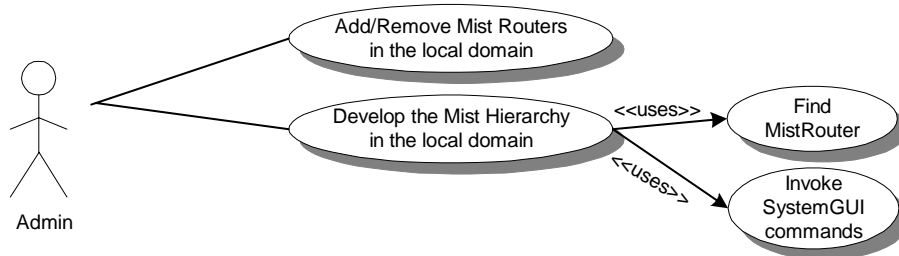 Add/Remove Mist Routers
in the local domain
Develop the Mist Hierarchy
in the local domain
<<uses>>
<<uses>>
Find
MistRouter
Invoke
SystemGUI
commands
Admin